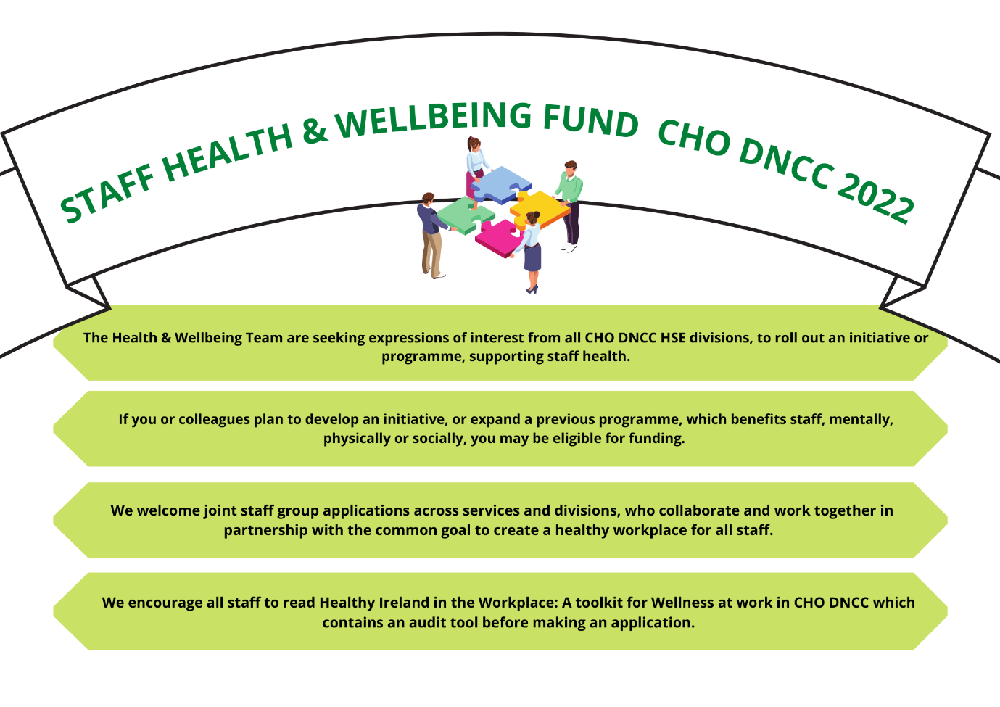 STAFF HEALTH & WELLBEING FUND CHO DNCC 2022
The Health & Wellbeing Team are seeking expressions of interest from all CHO DNCC HSE divisions, to roll out an initiative or
programme, supporting staff health.
If you or colleagues plan to develop an initiative, or expand a previous programme, which benefits staff, mentally,
physically or socially, you may be eligible for funding.
We welcome joint staff group applications across services and divisions, who collaborate and work together in
partnership with the common goal to create a healthy workplace for all staff.
We encourage all staff to read Healthy Ireland in the Workplace: A toolkit for Wellness at work in CHO DNCC which
contains an audit tool before making an application.